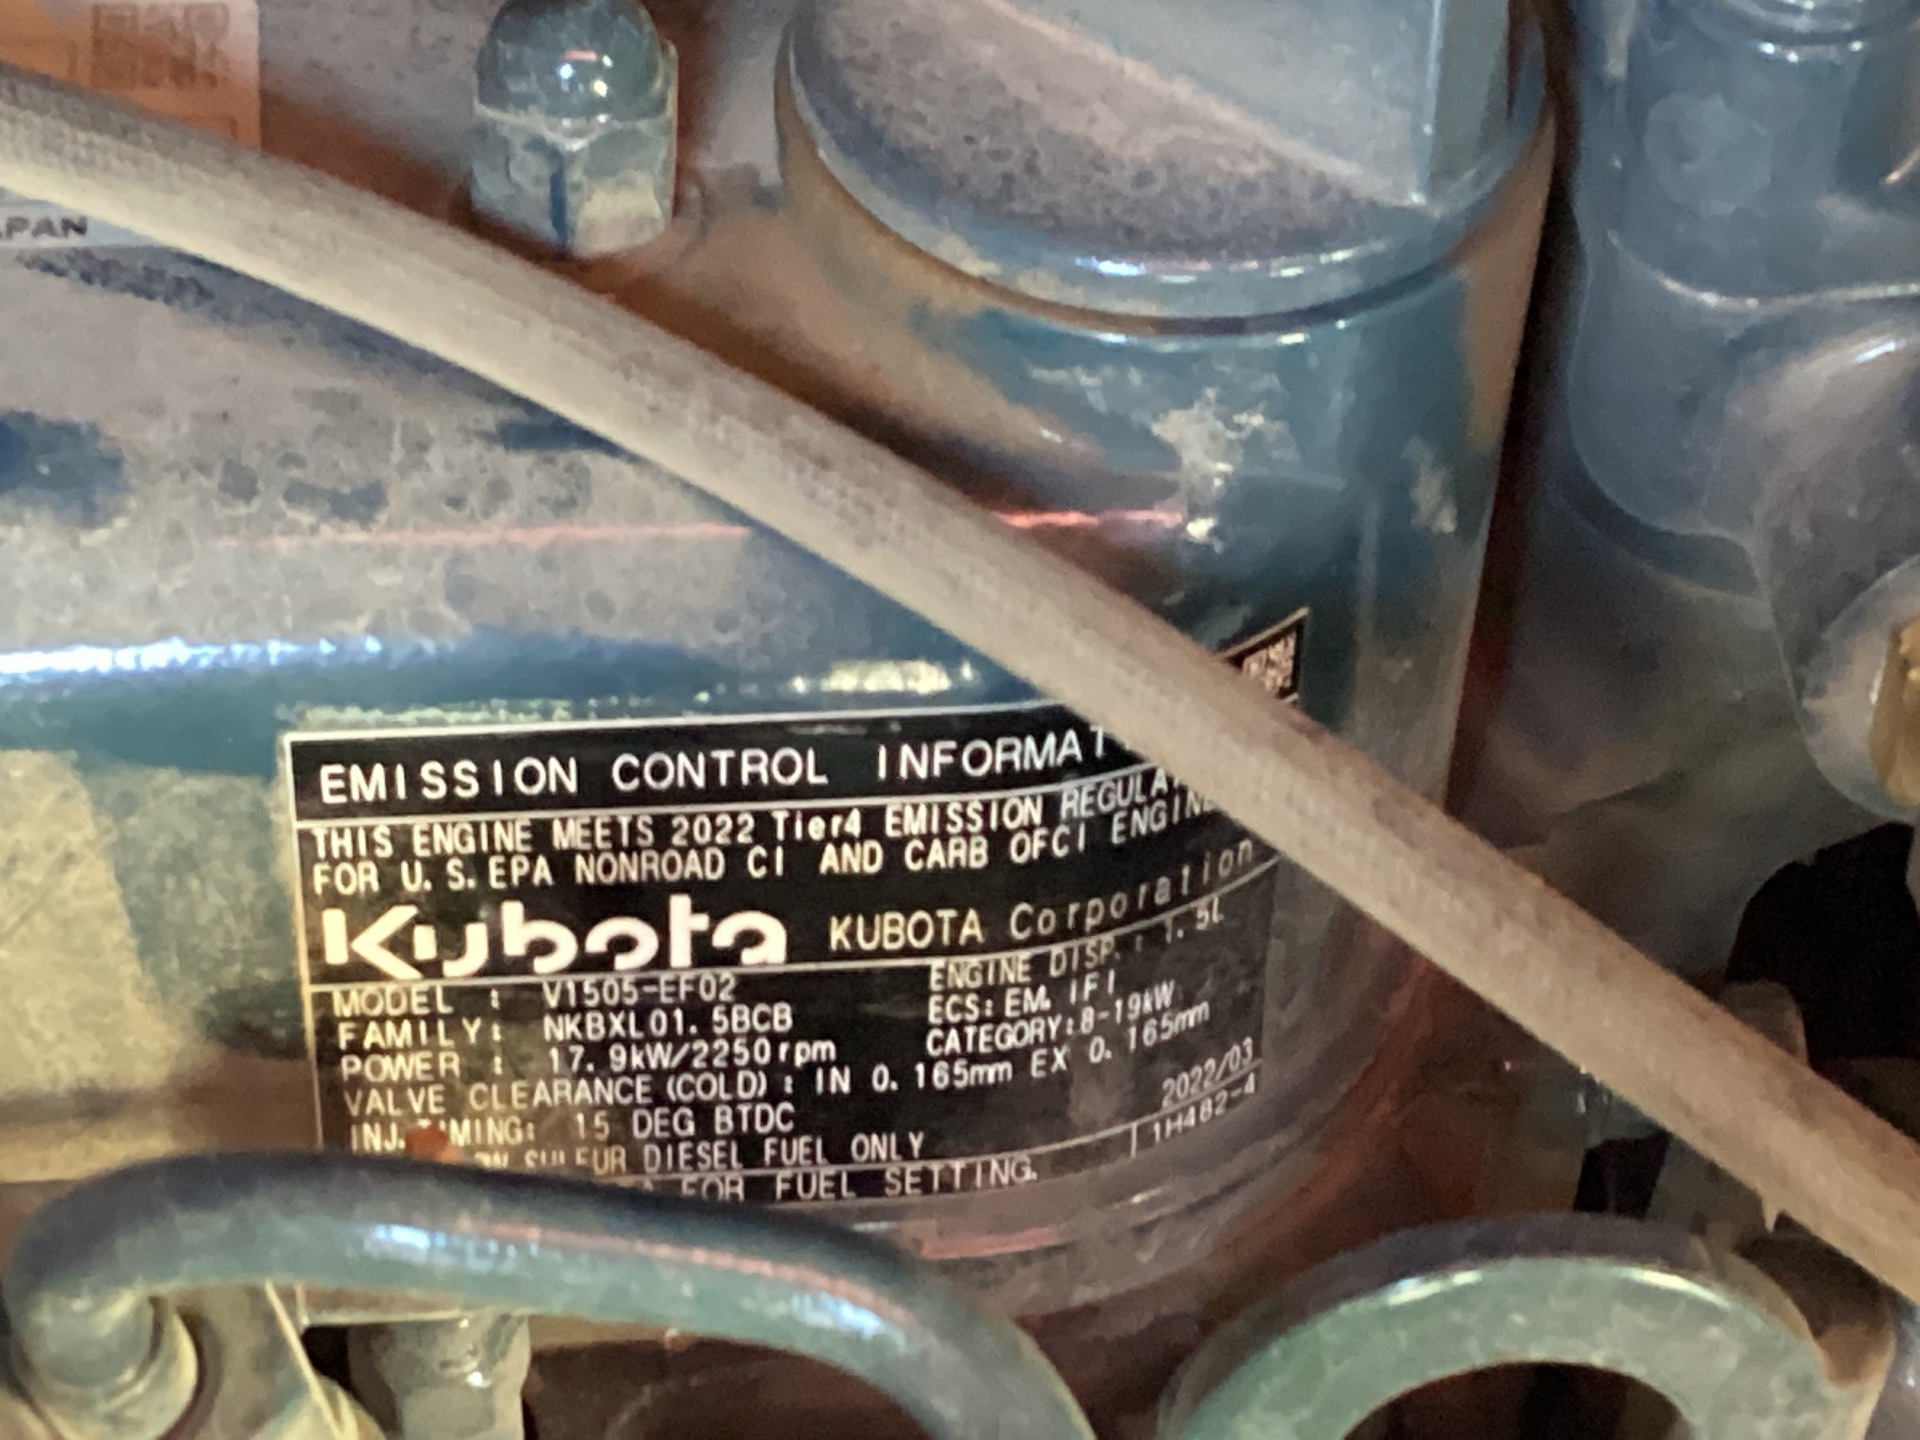 APAN
EMISSION CONTROL INFORMAT
THIS ENGINE MEETS 2022 Tier4 EMISSION REGULAT
FOR U.S. EPA NONROAD CI AND CARB OFCI ENGINE
Kubota KUBOTA Corporation
MODEL : V1505-EF02 ENGINE DISP. : 1.5L
FAMILY: NKBXL01.5BCB ECS: EM, IFI
POWER : 17.9kW/2250rpm CATEGORY:8-19kW
VALVE CLEARANCE (COLD) : IN 0.165mm EX 0.165mm
INJ. TIMING: 15 DEG BTDC 2022/03
SULFUR DIESEL FUEL ONLY 1H482-4
FOR FUEL SETTING.